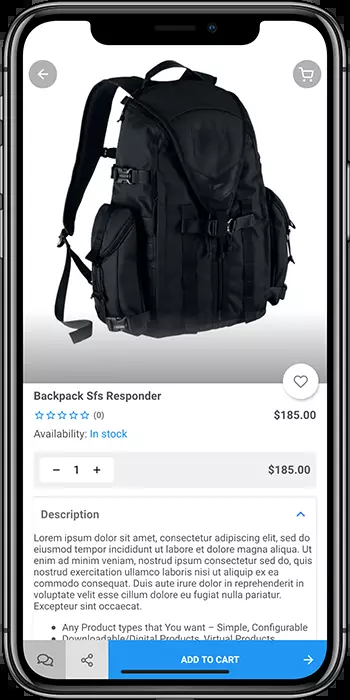 Backpack Sfs Responder
(0) $185.00
Availability: In stock
− 1 + $185.00
Description
Lorem ipsum dolor sit amet, consectetur adipiscing elit, sed do
eiusmod tempor incididunt ut labore et dolore magna aliqua. Ut
enim ad minim veniam, nostrud consectetur sed do quis
nostrud exercitation ullamco laboris nisi ut aliquip ex ea
commodo consequat. Duis aute irure dolor in reprehenderit in
voluptate velit esse cillum dolore eu fugiat nulla pariatur.
Excepteur sint occaecat.
• Any Product types that You want – Simple, Configurable
• Downloadable/Digital Products, Virtual Products
ADD TO CART